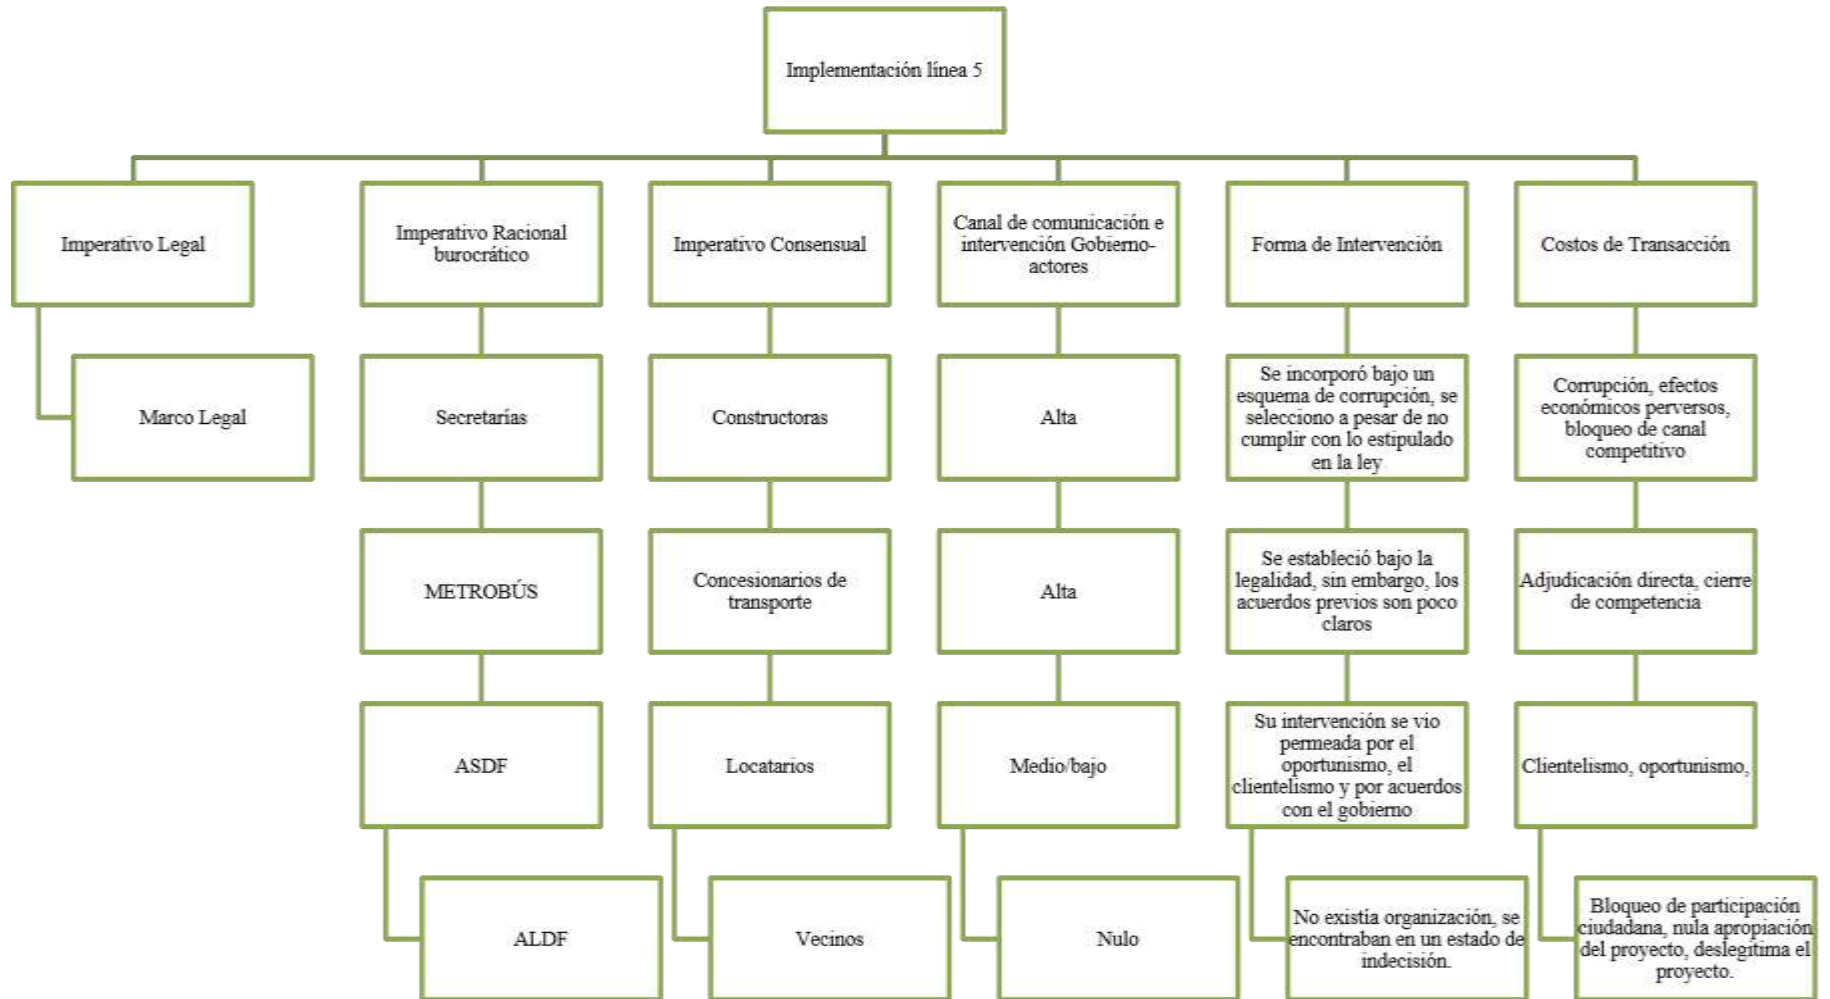 Implementación línea 5
Imperativo Legal
Imperativo Racional
burocrático
Imperativo Consensual
Canal de comunicación e
intervención Gobierno-
actores
Forma de Intervención
Costos de Transacción
Marco Legal
Secretarías
Constructoras
Alta
Se incorporó bajo un
esquema de corrupción, se
selecciono a pesar de no
cumplir con lo estipulado
en la ley
Corrupción, efectos
económicos perversos,
bloqueo de canal
competitivo
METROBÚS
Concesionarios de
transporte
Alta
Se estableció bajo la
legalidad, sin embargo, los
acuerdos previos son poco
claros
Adjudicación directa, cierre
de competencia
ASDF
Locatarios
Medio/bajo
Su intervención se vio
permeada por el
oportunismo, el
clientelismo y por acuerdos
con el gobierno
Clientelismo, oportunismo,
ALDF
Vecinos
Nulo
No existía organización, se
encontraban en un estado de
indecisión.
Bloqueo de participación
ciudadana, nula apropiación
del proyecto, deslegitima el
proyecto.